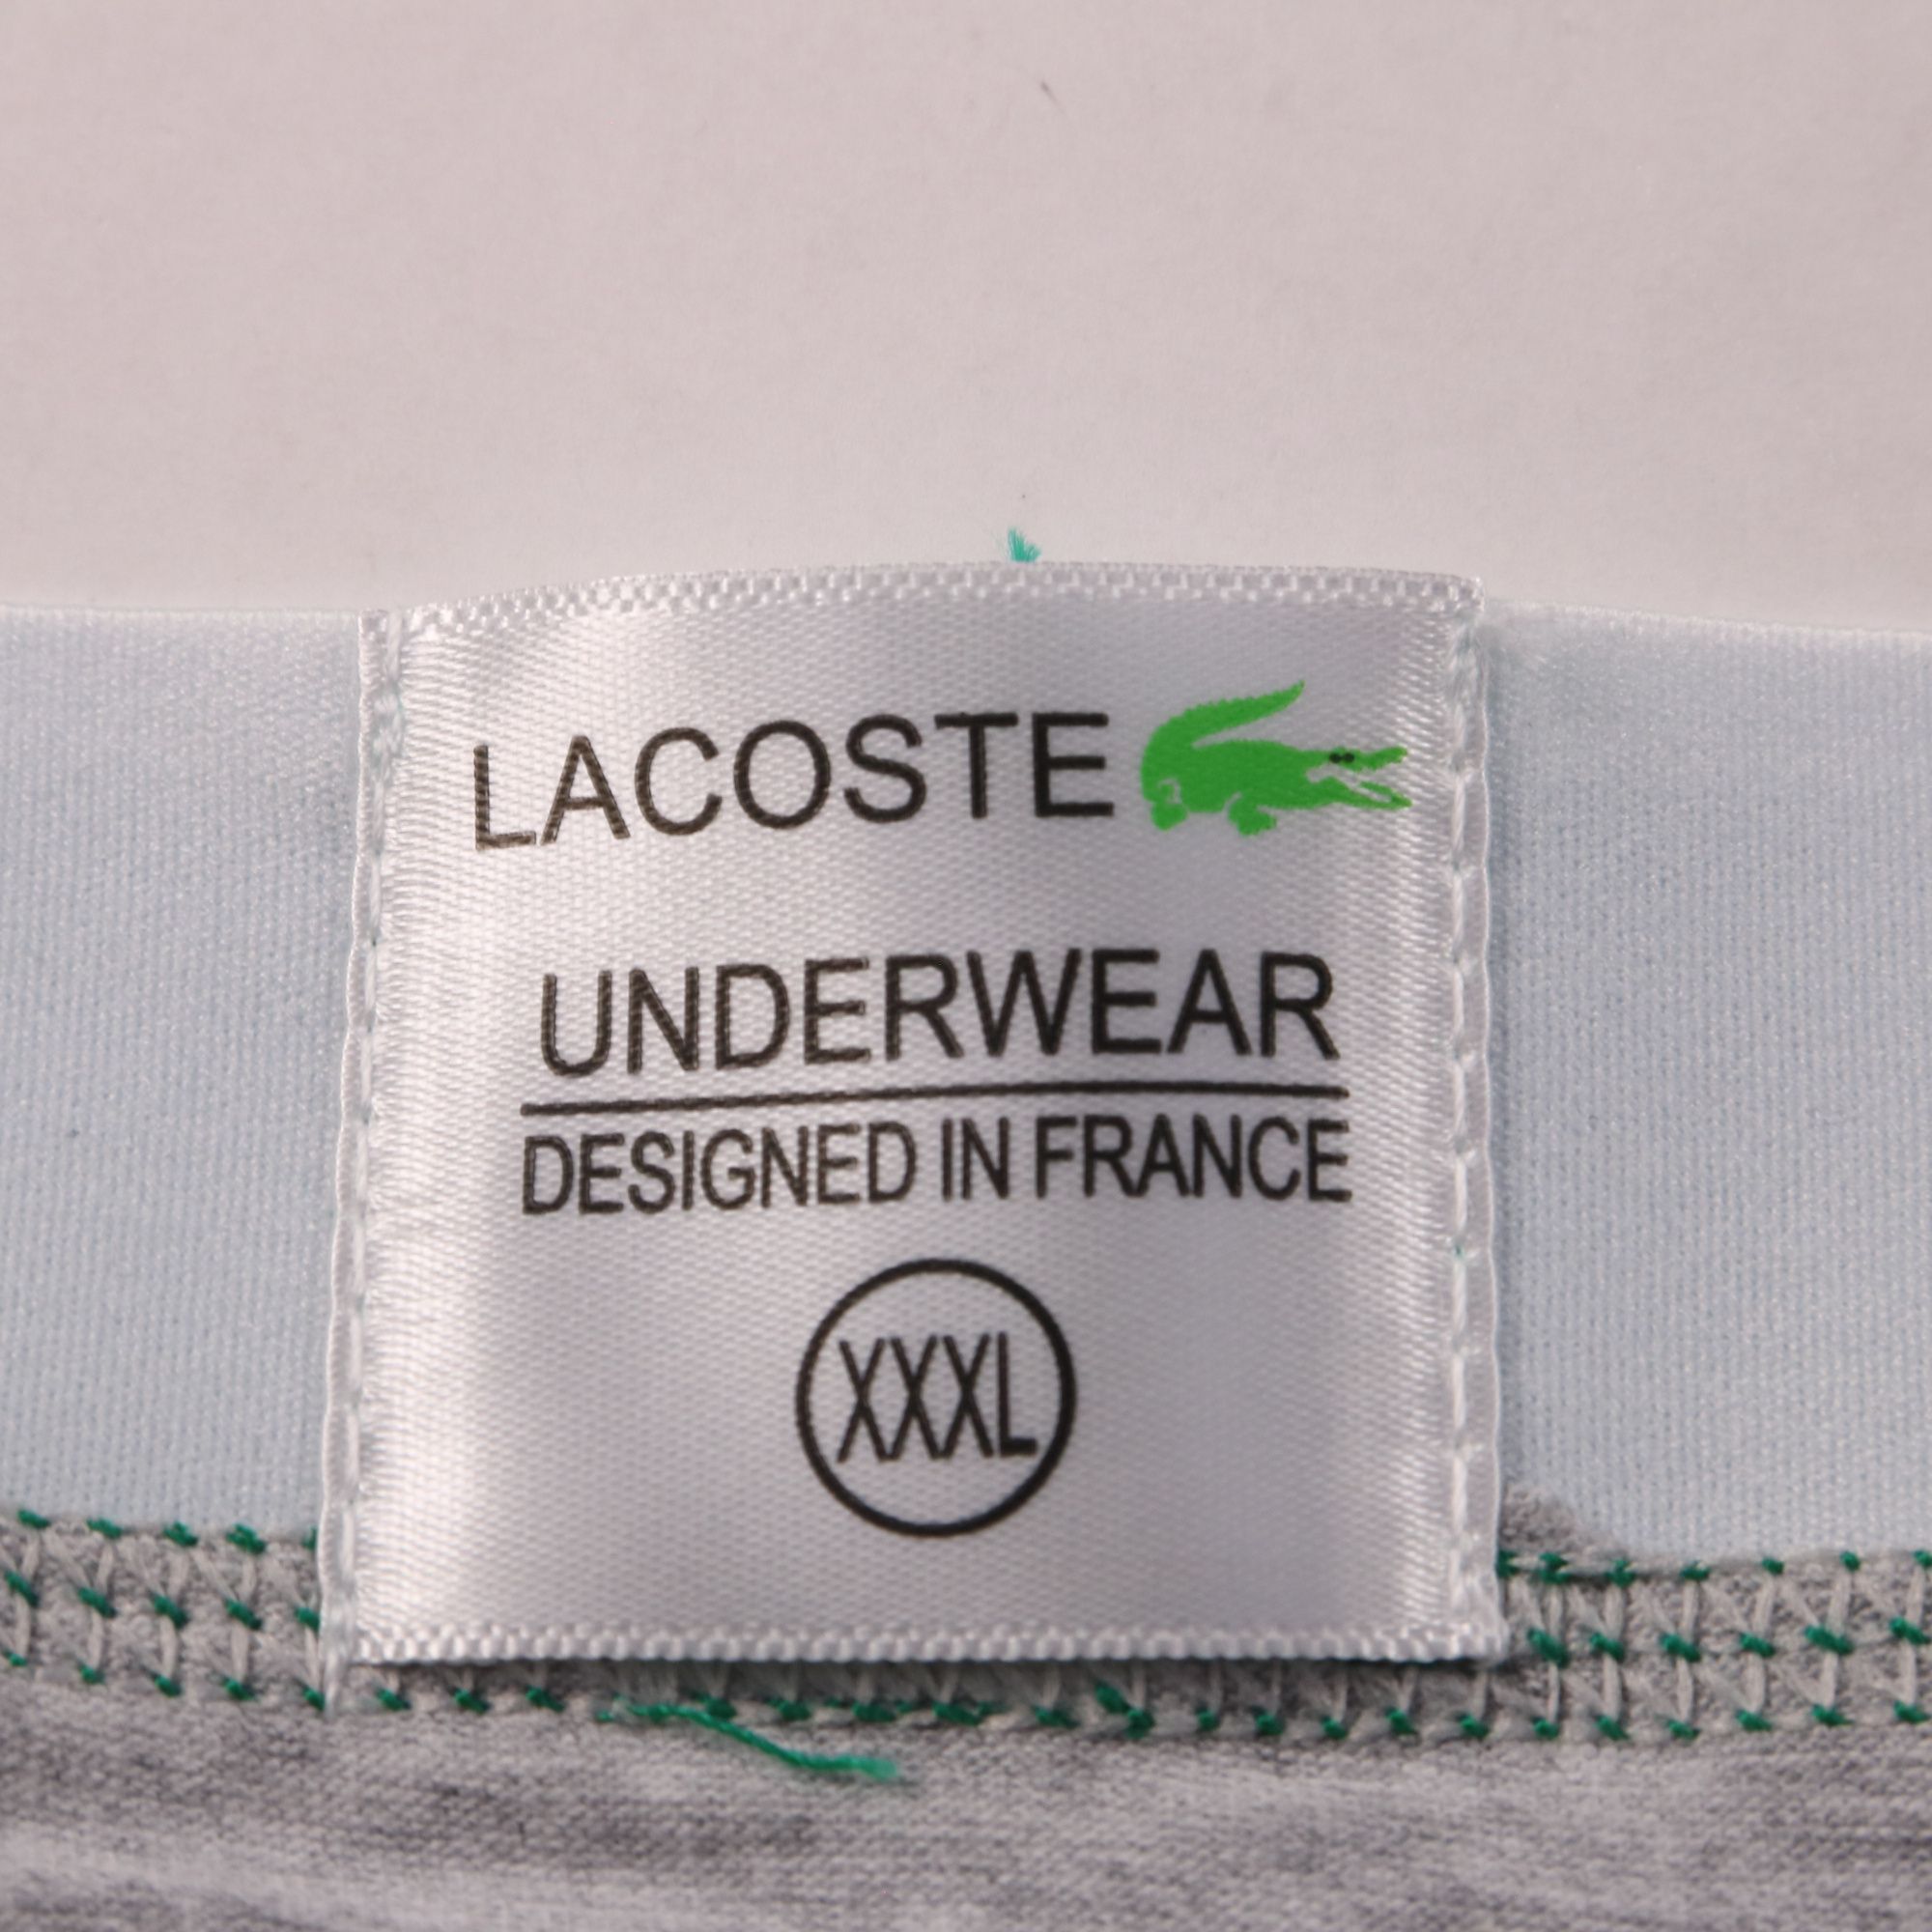 LACOSTE
UNDERWEAR
DESIGNED IN FRANCE
XXXL